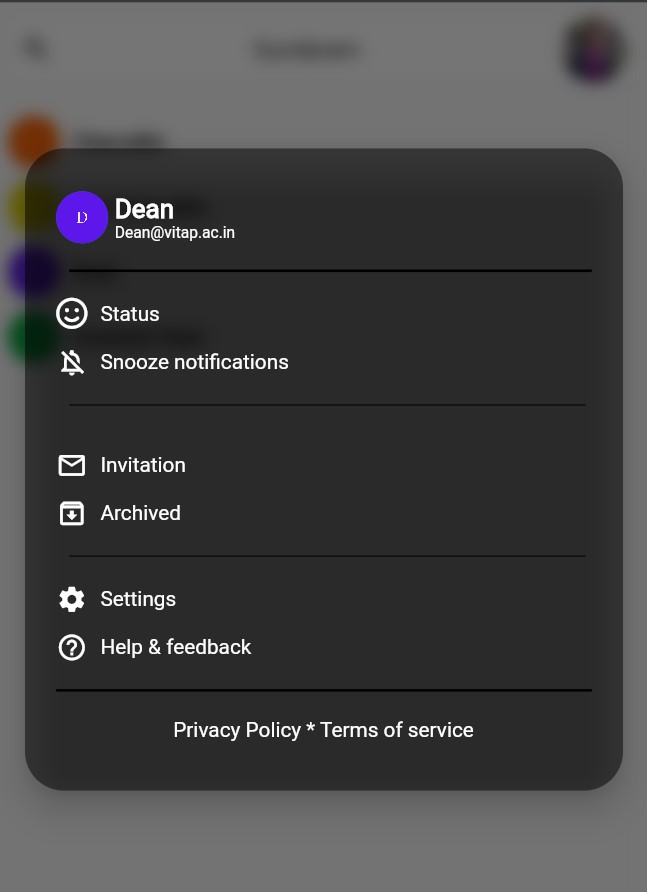 D
Dean
Dean@vitap.ac.in
Status
Snooze notifications
Invitation
Archived
Settings
Help & feedback
Privacy Policy * Terms of service